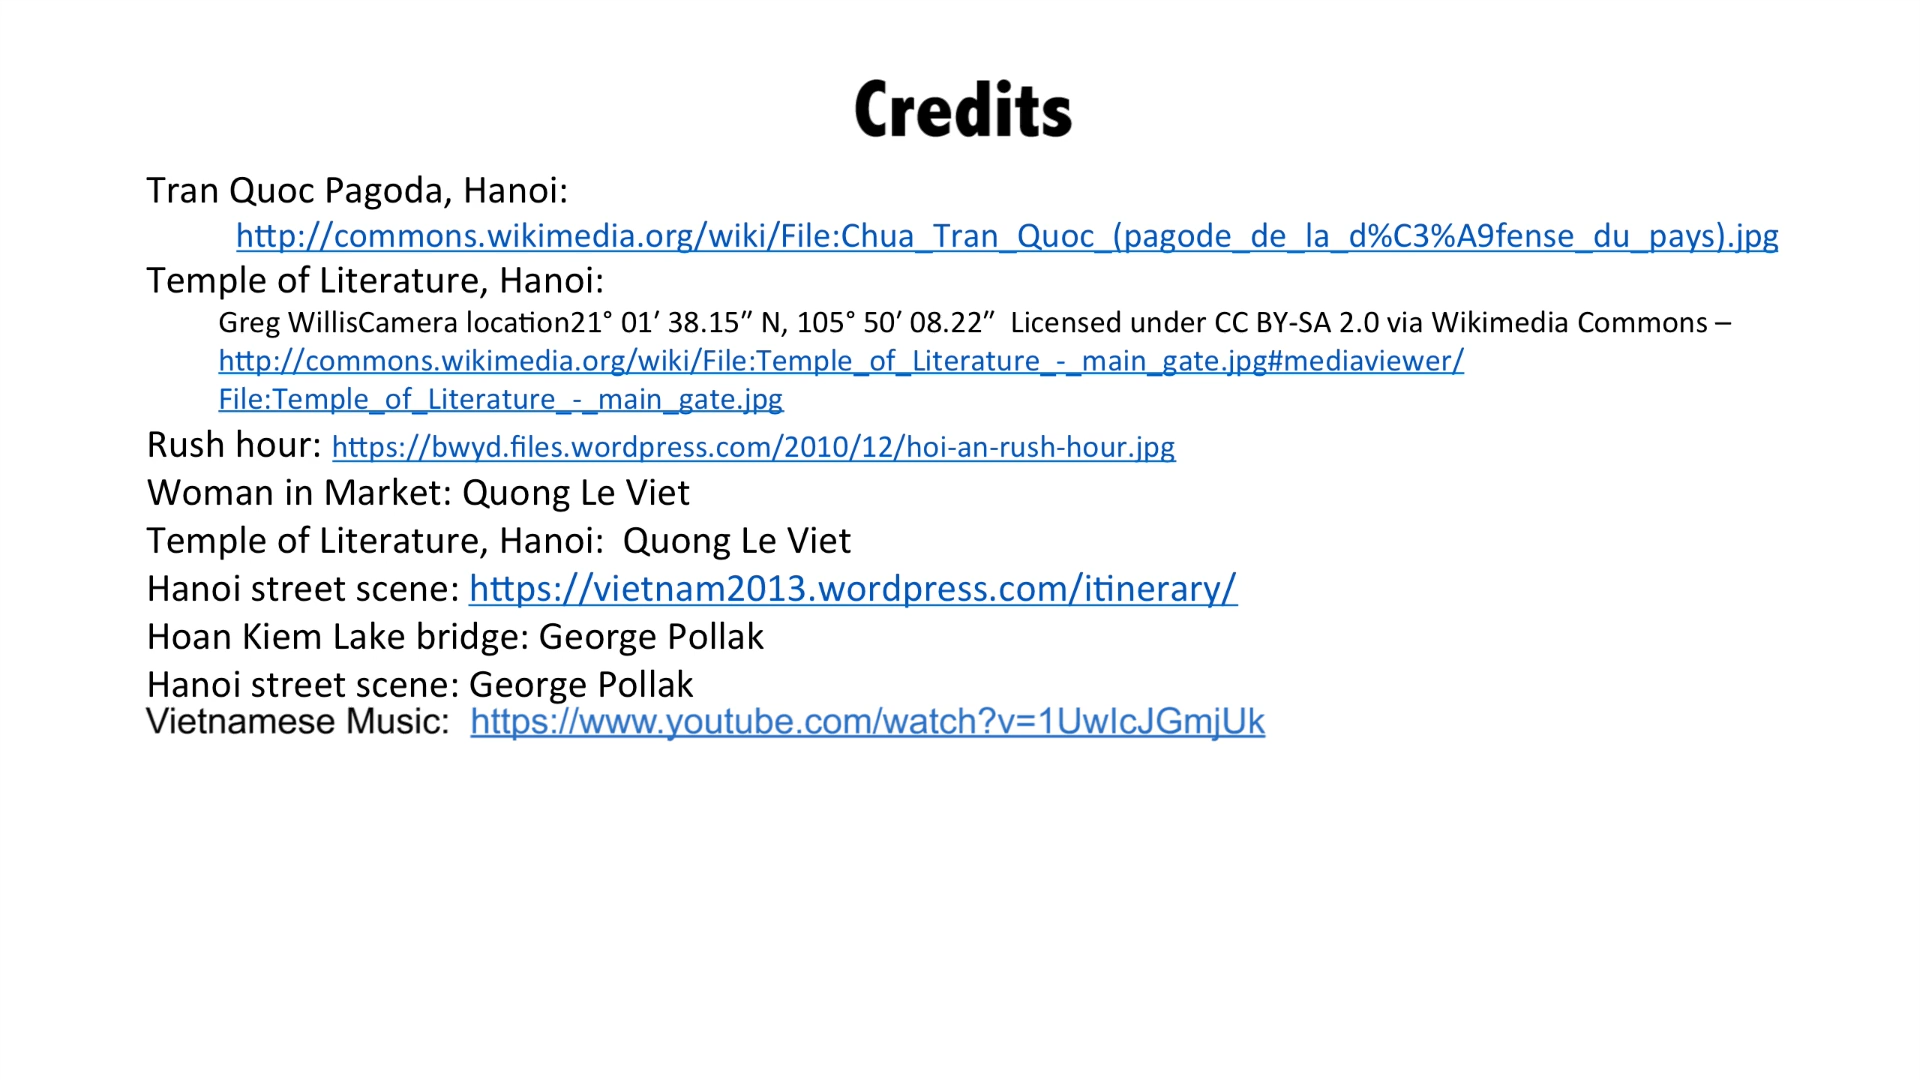 Credits
Tran Quoc Pagoda, Hanoi:
http://commons.wikimedia.org/wiki/File:Chua_Tran_Quoc_(pagode_de_la_d%C3%A9fense_du_pays).jpg
Temple of Literature, Hanoi:
Greg WillisCamera location21° 01′ 38.15″ N, 105° 50′ 08.22″  Licensed under CC BY-SA 2.0 via Wikimedia Commons –
http://commons.wikimedia.org/wiki/File:Temple_of_Literature_-_main_gate.jpg#mediaviewer/
File:Temple_of_Literature_-_main_gate.jpg
Rush hour: https://bwyd.files.wordpress.com/2010/12/hoi-an-rush-hour.jpg
Woman in Market: Quong Le Viet
Temple of Literature, Hanoi:  Quong Le Viet
Hanoi street scene: https://vietnam2013.wordpress.com/itinerary/
Hoan Kiem Lake bridge: George Pollak
Hanoi street scene: George Pollak
Vietnamese Music:  https://www.youtube.com/watch?v=1UwIcJGmjUk